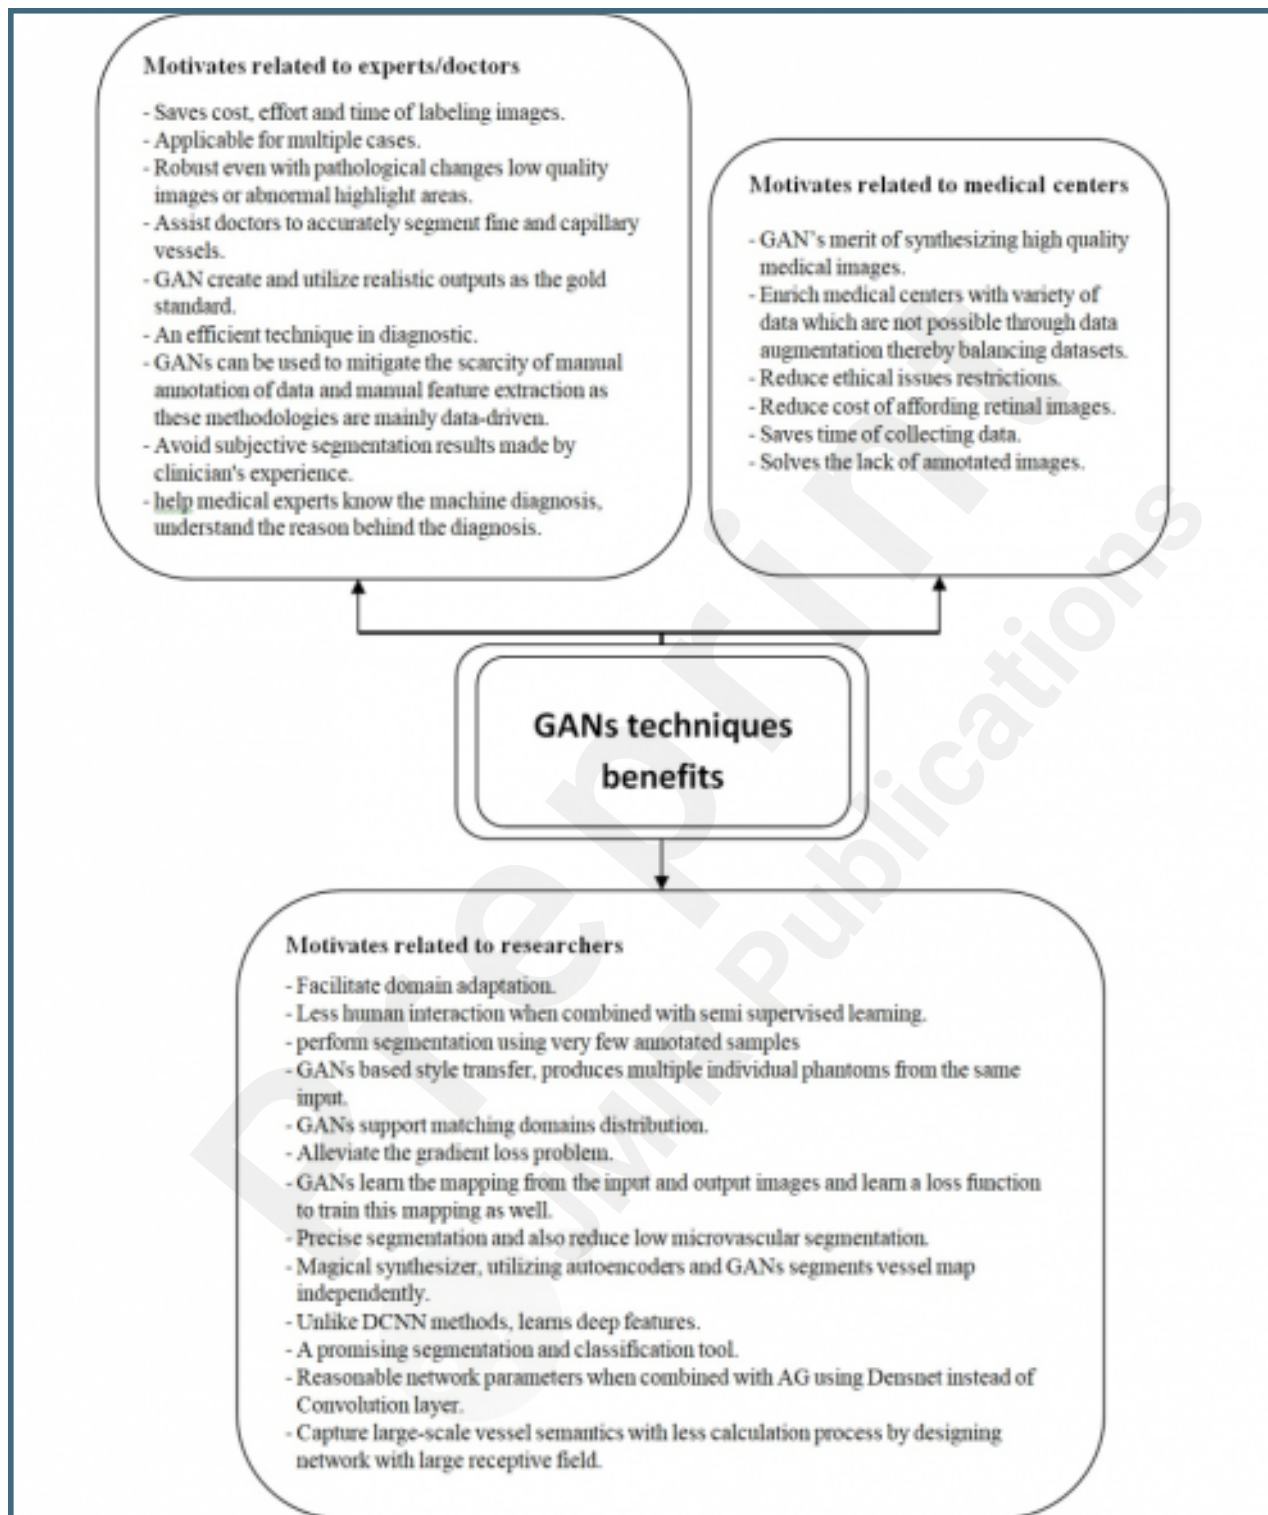 Motivates related to experts/doctors
- Saves cost, effort and time of labeling images.
- Applicable for multiple cases.
- Robust even with pathological changes low quality
images or abnormal highlight areas.
- Assist doctors to accurately segment fine and capillary
vessels.
- GAN create and utilize realistic outputs as the gold
standard.
- An efficient technique in diagnostic.
- GANs can be used to mitigate the scarcity of manual
annotation of data and manual feature extraction as
these methodologies are mainly data-driven.
- Avoid subjective segmentation results made by
clinician's experience.
- help medical experts know the machine diagnosis,
understand the reason behind the diagnosis.
Motivates related to medical centers
- GAN's merit of synthesizing high quality
medical images.
- Enrich medical centers with variety of
data which are not possible through data
augmentation thereby balancing datasets.
- Reduce ethical issues restrictions.
- Reduce cost of affording retinal images.
- Saves time of collecting data.
- Solves the lack of annotated images.
GANs techniques
benefits
Motivates related to researchers
- Facilitate domain adaptation.
- Less human interaction when combined with semi supervised learning.
- perform segmentation using very few annotated samples
- GANs based style transfer, produces multiple individual phantoms from the same
input.
- GANs support matching domains distribution.
- Alleviate the gradient loss problem.
- GANs learn the mapping from the input and output images and learn a loss function
to train this mapping as well.
- Precise segmentation and also reduce low microvascular segmentation.
- Magical synthesizer, utilizing autoencoders and GANs segments vessel map
independently.
- Unlike DCNN methods, learns deep features.
- A promising segmentation and classification tool.
- Reasonable network parameters when combined with AG using Densnet instead of
Convolution layer.
- Capture large-scale vessel semantics with less calculation process by designing
network with large receptive field.
Preprint
JMIR Publications